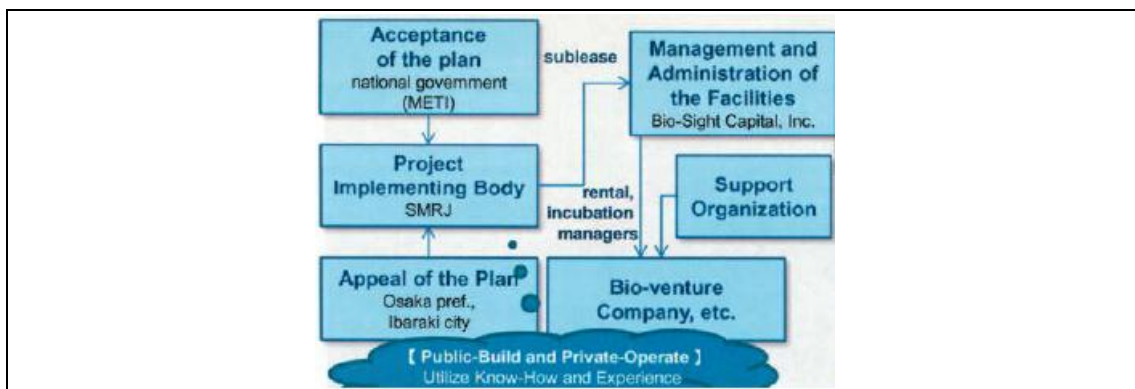 Acceptance
of the plan
national government
(METI)
sublease
Management and
Administration of
the Facilities
Bio-Sight Capital, Inc.
Project
Implementing Body
SMRJ
rental,
incubation
managers
Support
Organization
Appeal of the Plan
Osaka pref.,
Ibaraki city
Bio-venture
Company, etc.
【 Public-Build and Private-Operate 】
Utilize Know-How and Experience